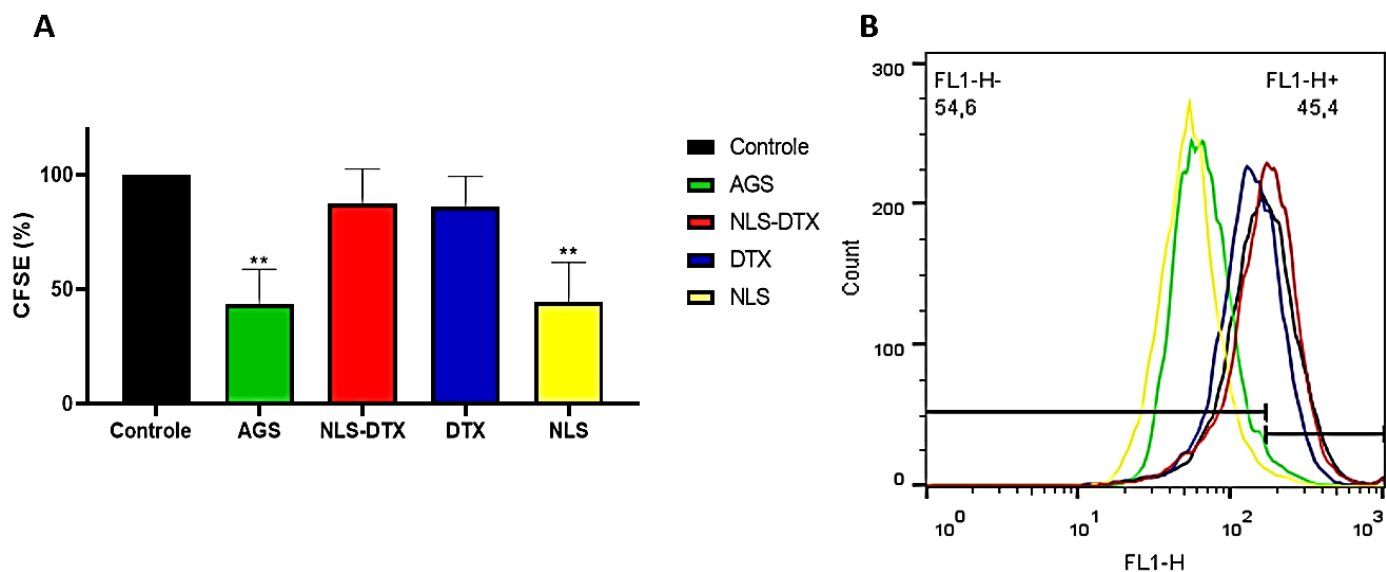 A
CFSE (%)
100
50
0
**
**
Controle
AGS
NLS-DTX
DTX
NLS
Controle
AGS
NLS-DTX
DTX
NLS
B
Count
300
200
100
0
FL1-H-
54,6
FL1-H+
45,4
10⁰
10¹
10²
10³
FL1-H